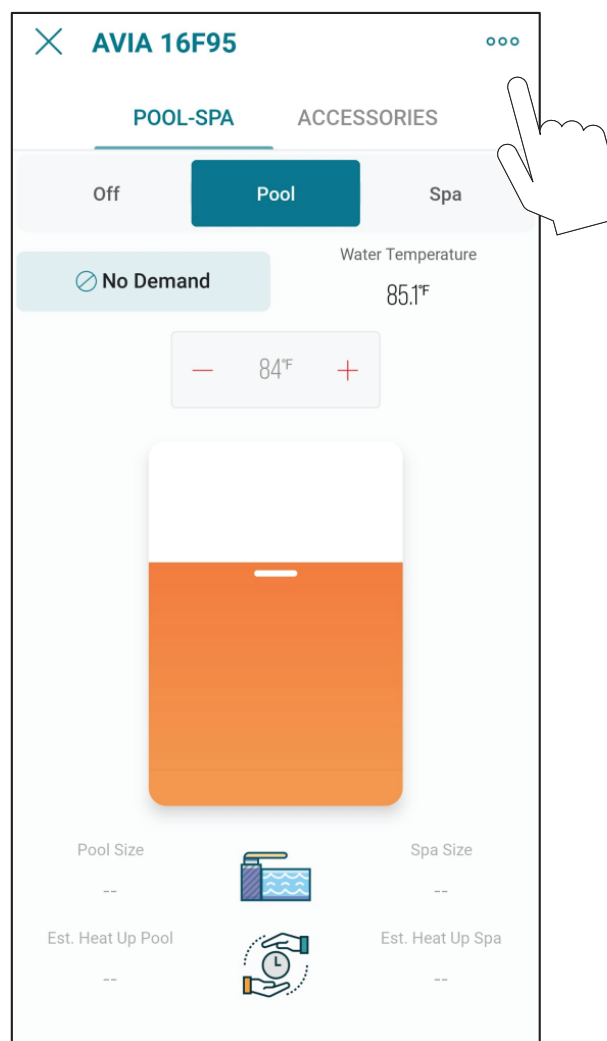 AVIA 16F95
POOL-SPA ACCESSORIES
Off Pool Spa
No Demand
Water Temperature
85.1°F
84°F
Pool Size
--
Spa Size
--
Est. Heat Up Pool
--
Est. Heat Up Spa
--